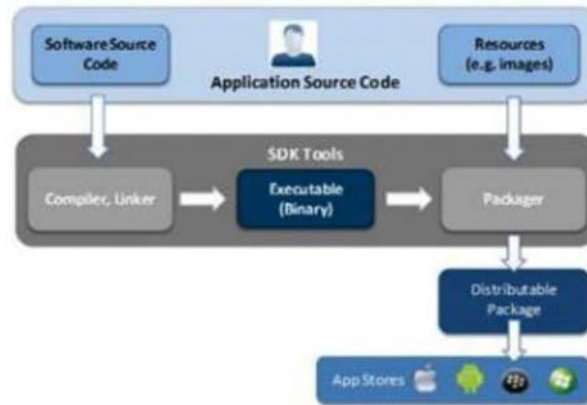 Software Source
Code
Application Source Code
Resources
(e.g. images)
SDK Tools
Compiler, Linker
Executable
(Binary)
Packager
Distributable
Package
App Stores